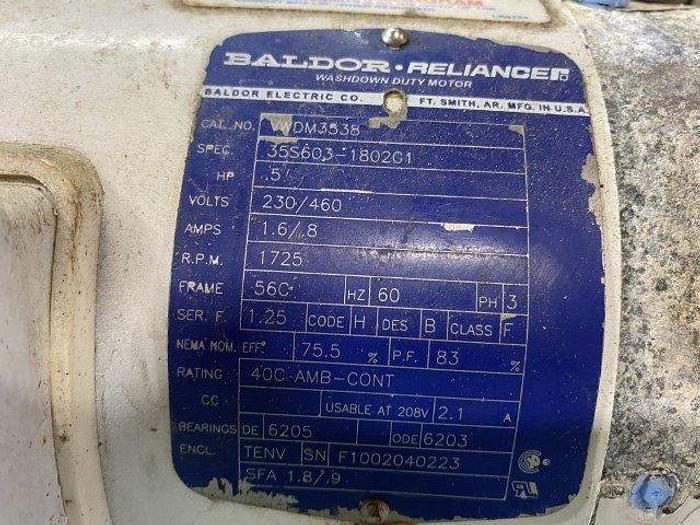 BALDOR • RELIANCER
WASHDOWN DUTY MOTOR
BALDOR ELECTRIC CO. FT. SMITH, AR. MFG. IN U.S.A.
CAT. NO. VWDM3538
SPEC. 35S603-1802G1
HP .5
VOLTS 230/460
AMPS 1.6/.8
R.P.M. 1725
FRAME 56C HZ 60 PH 3
SER. F. 1.25 CODE H DES B CLASS F
NEMA NOM. EFF. 75.5 % P.F. 83 %
RATING 40C AMB-CONT
CC USABLE AT 208V 2.1 A
BEARINGS DE 6205 ODE 6203
ENCL. TENV SN F1002040223
SFA 1.8/.9